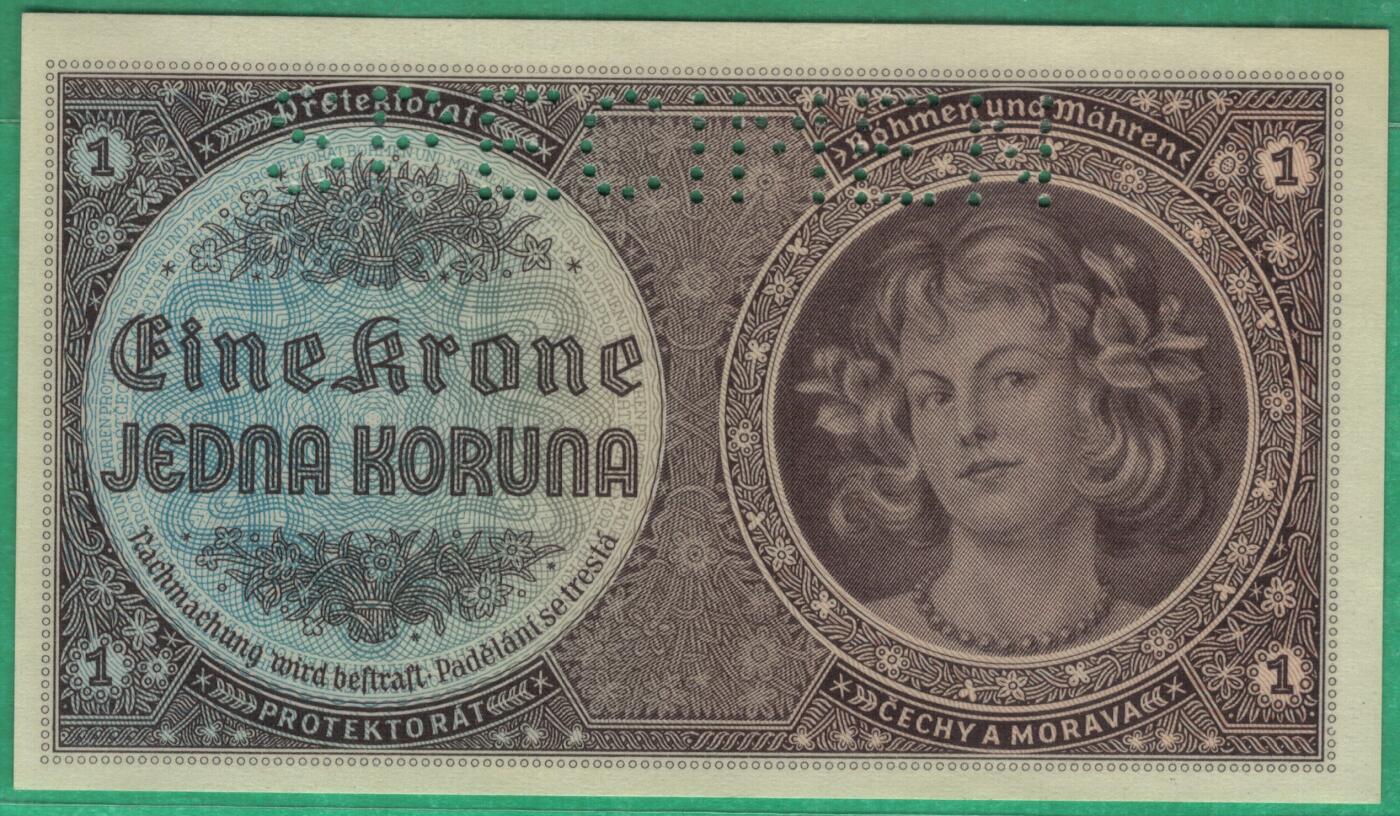 Protektorat
Böhmen und Mähren
SPECIMEN
1
1
Eine Krone
JEDNA KORUNA
Nachmachung wird bestraft. Padělání se trestá
1
1
PROTEKTORÁT
ČECHY A MORAVA